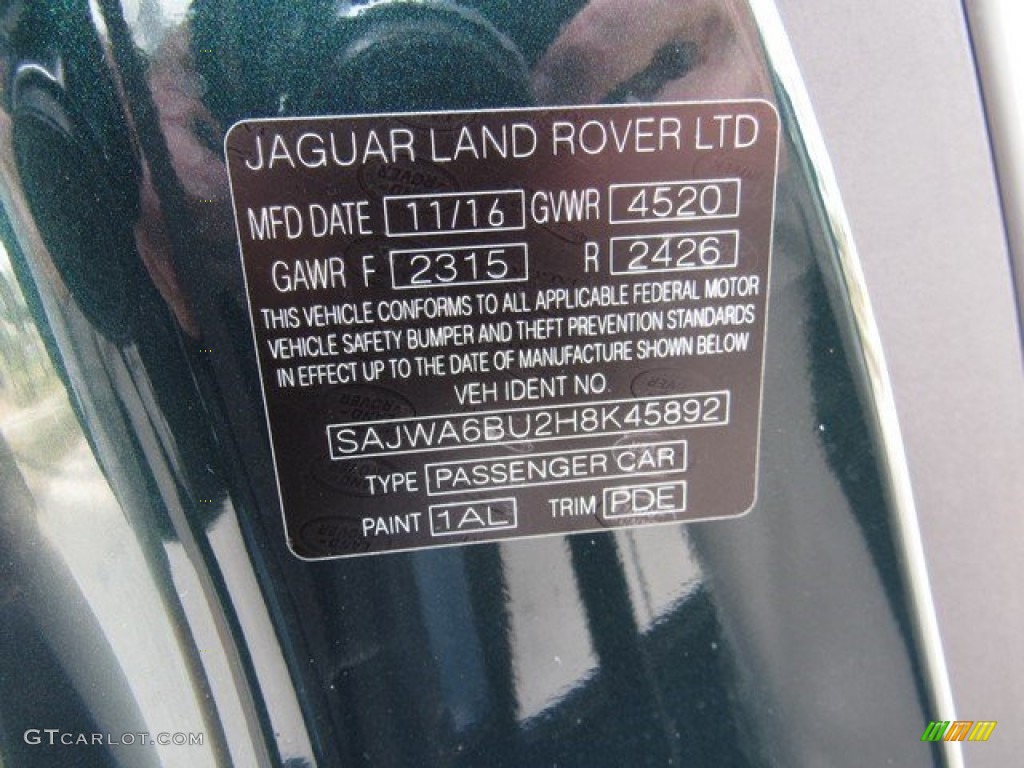 JAGUAR LAND ROVER LTD
MFD DATE 11/16 GVWR 4520
GAWR F 2315 R 2426
THIS VEHICLE CONFORMS TO ALL APPLICABLE FEDERAL MOTOR
VEHICLE SAFETY BUMPER AND THEFT PREVENTION STANDARDS
IN EFFECT UP TO THE DATE OF MANUFACTURE SHOWN BELOW
VEH IDENT NO.
SAJWA6BU2H8K45892
TYPE PASSENGER CAR
PAINT 1AL TRIM PDE
GTCARLOT.COM